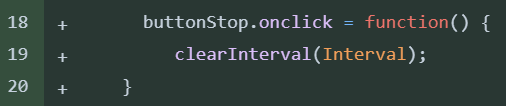 18 + buttonStop.onclick = function() {
19 + clearInterval(Interval);
20 + }